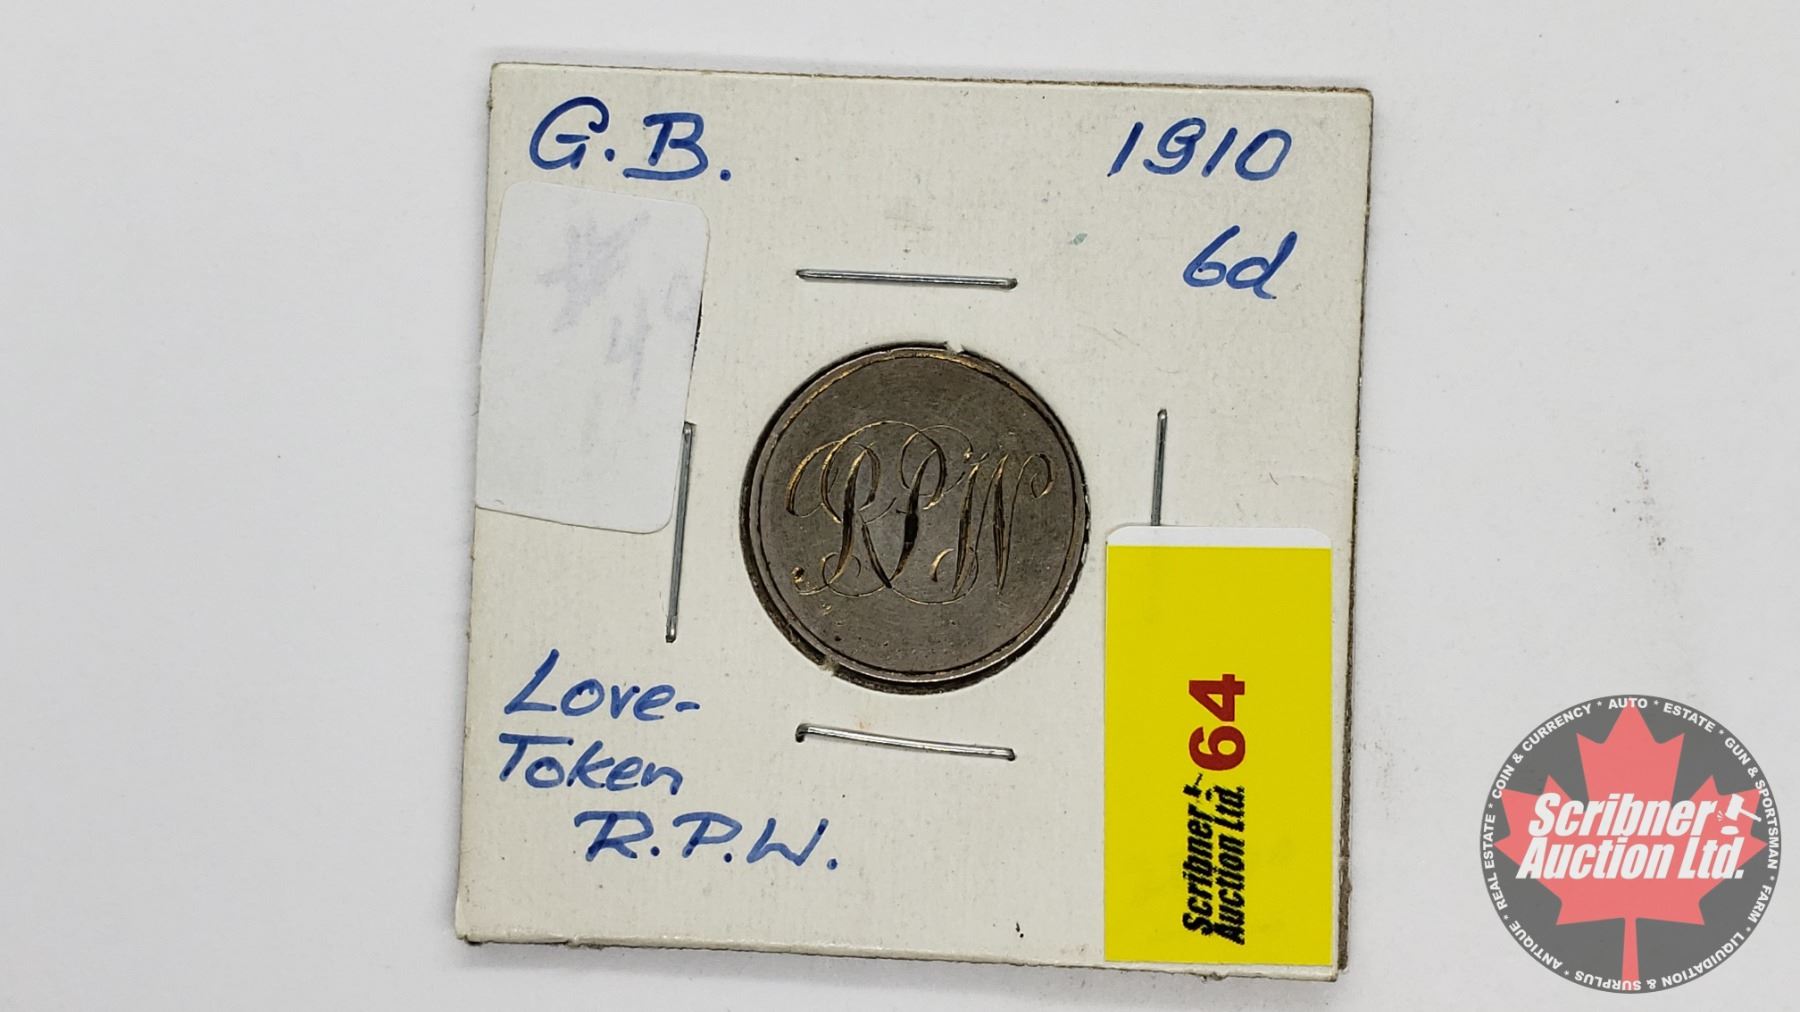 G.B. 1910
6d
RPW
Love-
Token
R.P.W.
64
Scribner
Auction Ltd.
Scribner
Auction Ltd.
* REAL ESTATE * COIN & CURRENCY * AUTO * ESTATE * GUN & SPORTSMAN * FARM * LIQUIDATION & SURPLUS * ANTIQUE